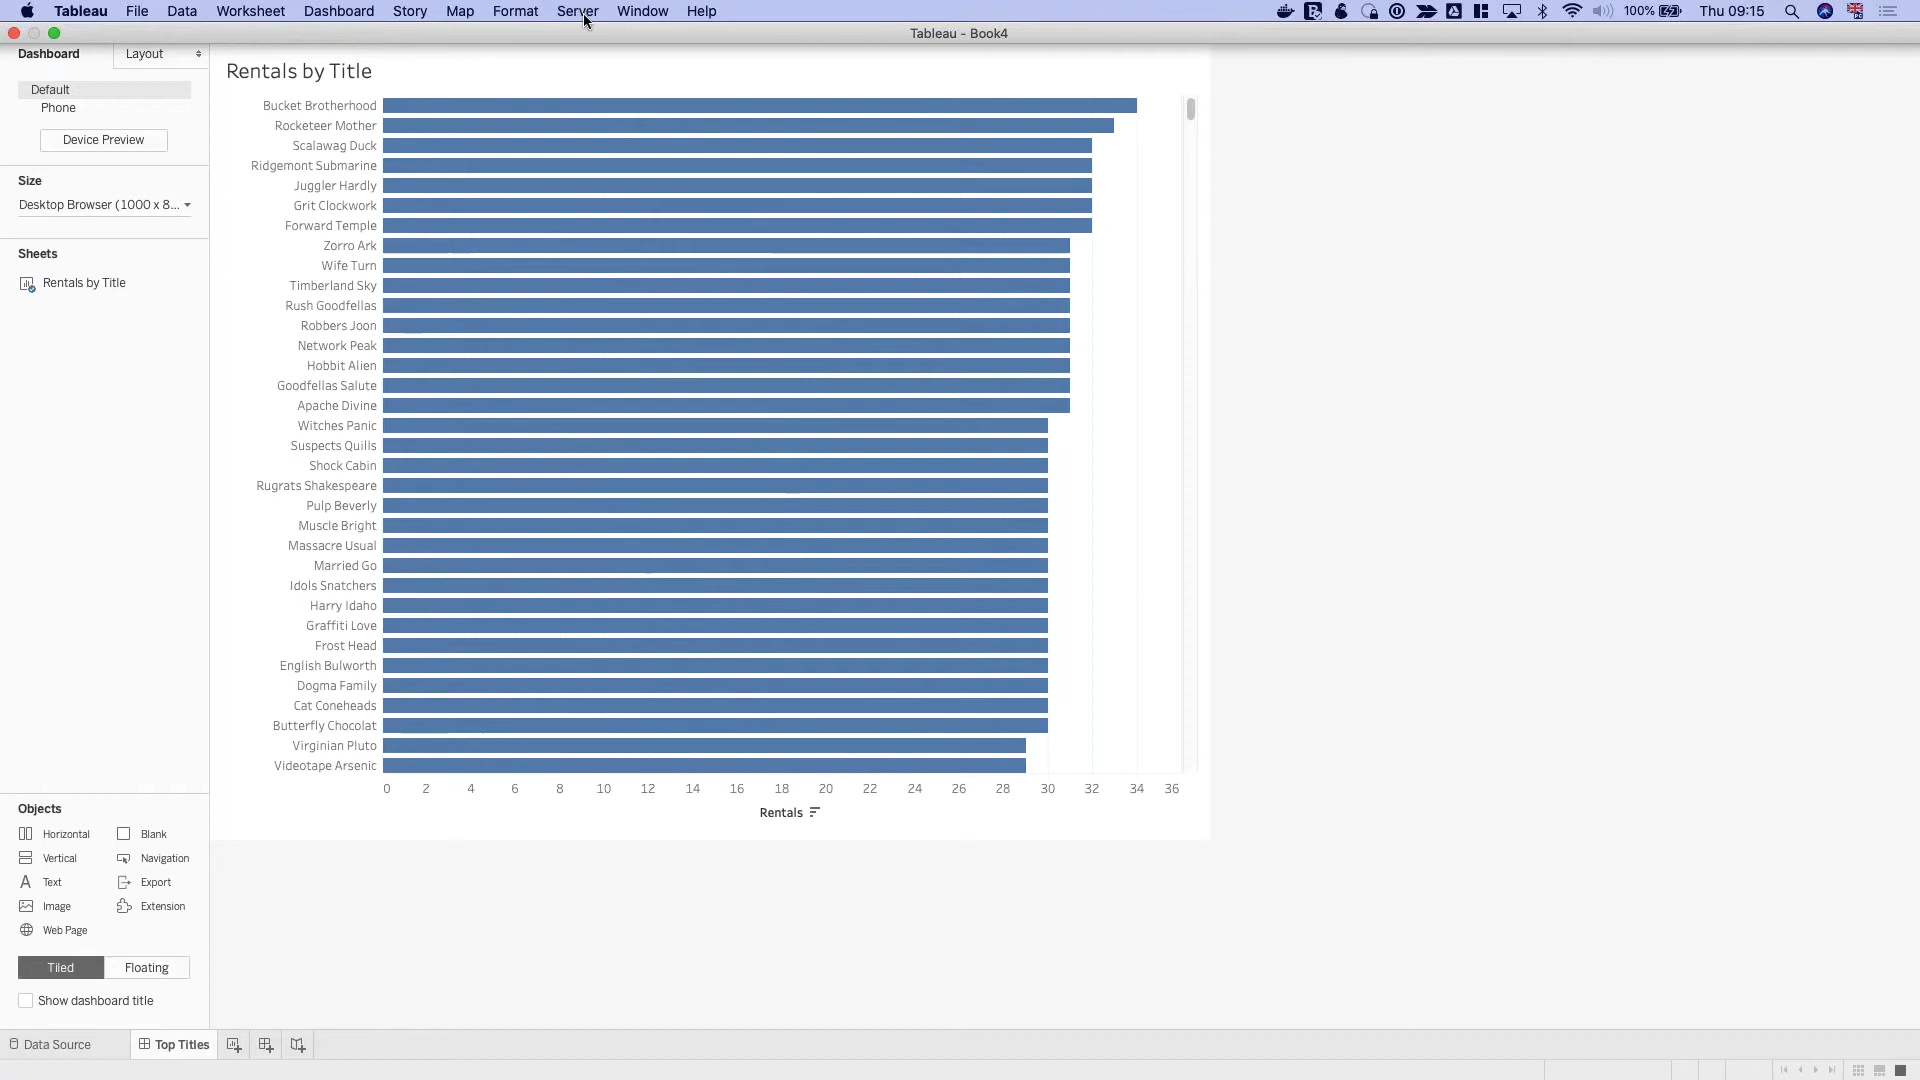 Tableau File Data Worksheet Dashboard Story Map Format Server Window Help 100% Thu 09:15
Tableau - Book4
Dashboard Layout
Default
Phone
Device Preview
Size
Desktop Browser (1000 x 8...
Sheets
Rentals by Title
Rentals by Title
Bucket Brotherhood
Rocketeer Mother
Scalawag Duck
Ridgemont Submarine
Juggler Hardly
Grit Clockwork
Forward Temple
Zorro Ark
Wife Turn
Timberland Sky
Rush Goodfellas
Robbers Joon
Network Peak
Hobbit Alien
Goodfellas Salute
Apache Divine
Witches Panic
Suspects Quills
Shock Cabin
Rugrats Shakespeare
Pulp Beverly
Muscle Bright
Massacre Usual
Married Go
Idols Snatchers
Harry Idaho
Graffiti Love
Frost Head
English Bulworth
Dogma Family
Cat Coneheads
Butterfly Chocolat
Virginian Pluto
Videotape Arsenic
0 2 4 6 8 10 12 14 16 18 20 22 24 26 28 30 32 34 36
Rentals
Objects
Horizontal Blank
Vertical Navigation
Text Export
Image Extension
Web Page
Tiled Floating
Show dashboard title
Data Source Top Titles